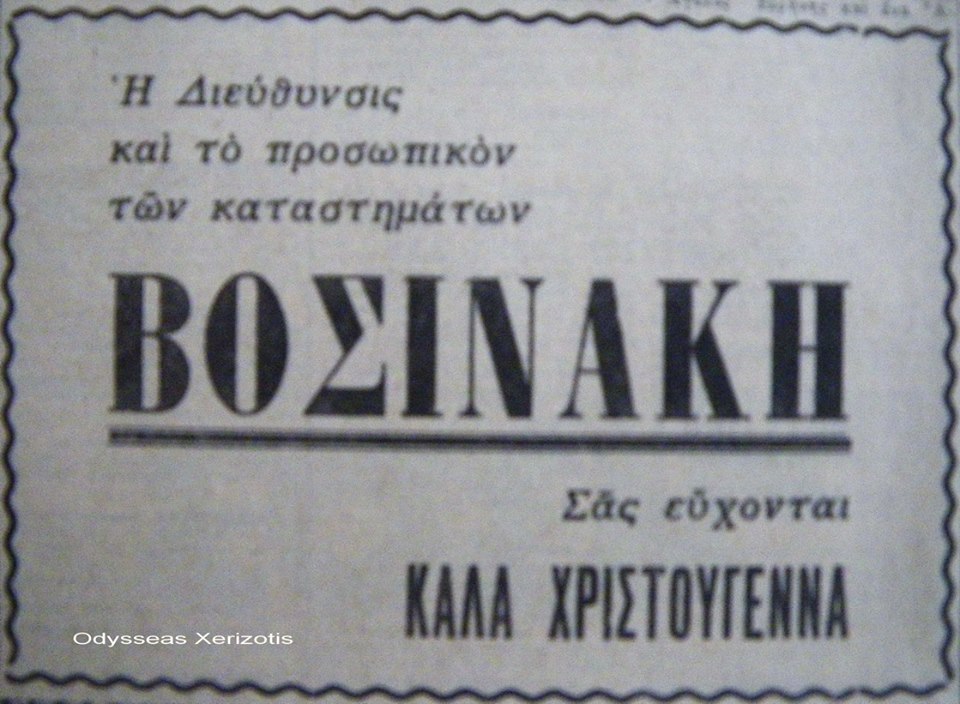 Ἡ Διεύθυνσις
καὶ τὸ προσωπικὸν
τῶν καταστημάτων
ΒΟΣΙΝΑΚΗ
Σᾶς εὔχονται
ΚΑΛΑ ΧΡΙΣΤΟΥΓΕΝΝΑ
Odysseas Xerizotis